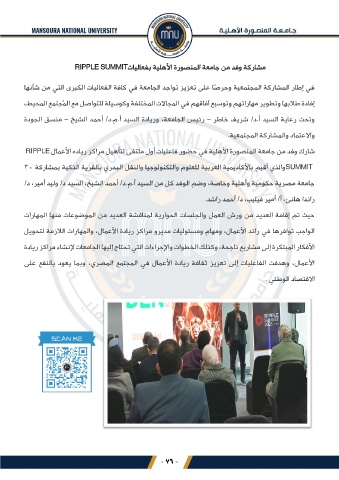 MANSOURA NATIONAL UNIVERSITY
جامعة المنصورة الأهلية
مشاركة وفد من جامعة المنصورة الأهلية بفعاليات RIPPLE SUMMIT
في إطار المشاركة المجتمعية وحرصًا على تعزيز تواجد الجامعة في كافة الفعاليات الكبرى التي من شأنها
إفادة طلابها وتطوير مهاراتهم وتوسيع آفاقهم في المجالات المختلفة وكوسيلة للتواصل مع المُجتمع المحيط،
وتحت رعاية السيد أ.د/ شريف خاطر – رئيس الجامعة، وريادة السيد أ.م.د/ أحمد الشيخ – منسق الجودة
والاعتماد والمشاركة المجتمعية.
شارك وفد من جامعة المنصورة الأهلية في حضور فاعليات أول ملتقى لتأهيل مراكز رياده الأعمال RIPPLE
SUMMIT والذي أقيم بالأكاديمية العربية للعلوم والتكنولوجيا والنقل البحري بالقرية الذكية بمشاركة ٣٠
جامعة مصرية حكومية وأهلية وخاصة، وضم الوفد كل من السيد أ.م.د/ أحمد الشيخ، السيد د/ وليد أمير، د/
راندا هاني، أ/ أمير فيليب، د/ أحمد راشد.
حيث تم إقامة العديد من ورش العمل والجلسات الحوارية لمناقشة العديد من الموضوعات منها المهارات
الواجب توافرها في رائد الأعمال، ومهام ومسئوليات مديرو مراكز ريادة الأعمال، والمهارات اللازمة لتحويل
الأفكار المبتكرة إلى مشاريع ناجحة، وكذلك الخطوات والإجراءات التي تحتاج إليها الجامعات لإنشاء مراكز ريادة
الأعمال، وهدفت الفاعليات إلى تعزيز ثقافة ريادة الأعمال في المجتمع المصري، وبما يعود بالنفع على
الاقتصاد الوطني.
SCAN ME
RIPPLE
- ٧٦ -